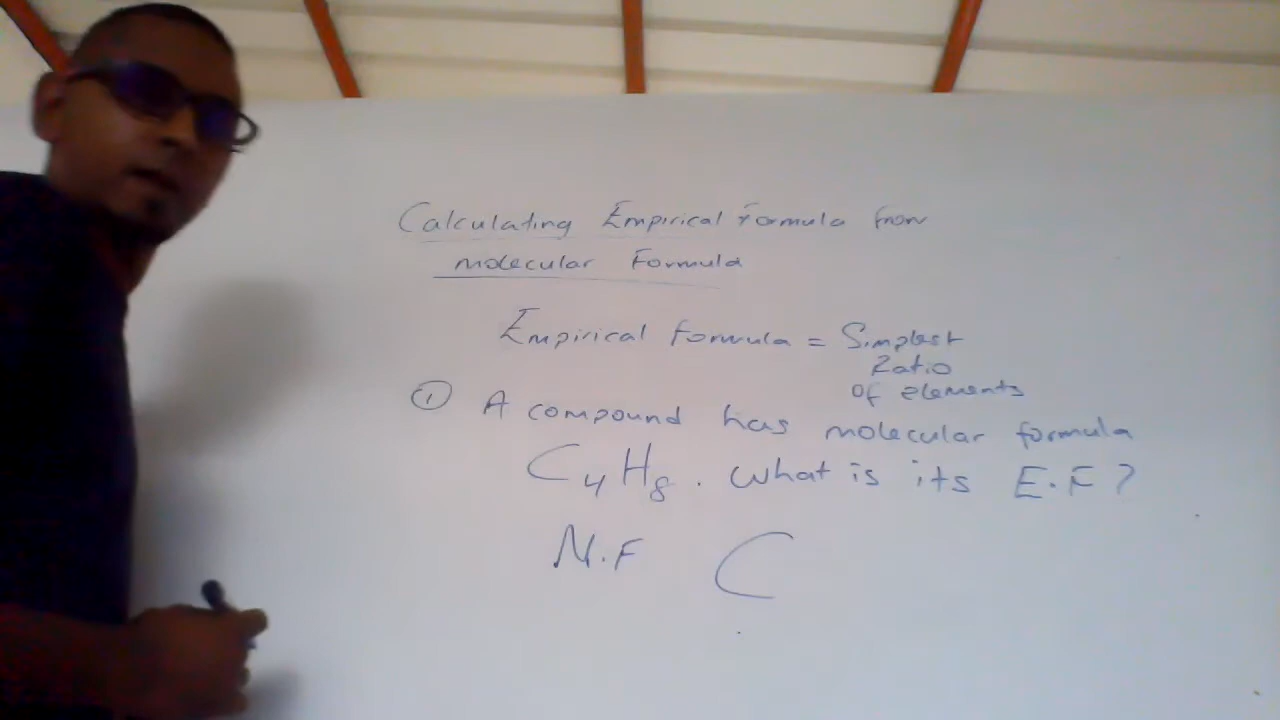 Calculating Empirical Formula from
molecular Formula
Empirical formula = Simplest
Ratio
of elements
① A compound has molecular formula
C₄H₈. What is its E.F?
M.F C